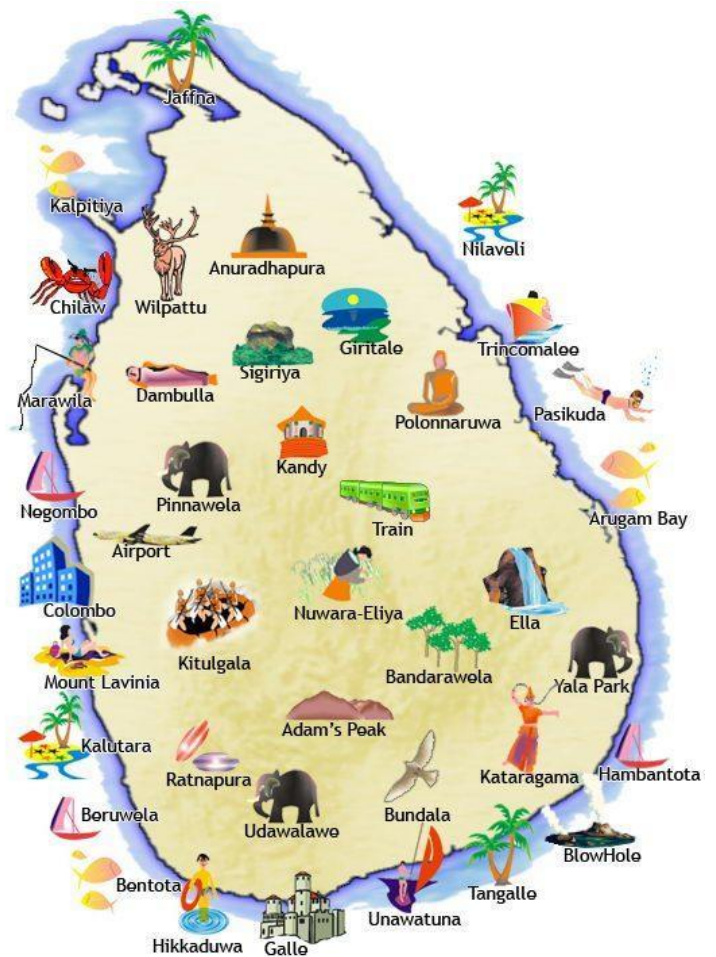 Jaffna
Kalpitiya
Nilaveli
Anuradhapura
Chilaw
Wilpattu
Giritale
Trincomalee
Sigiriya
Marawila
Dambulla
Polonnaruwa
Pasikuda
Kandy
Pinnawela
Negombo
Train
Arugam Bay
Airport
Colombo
Nuwara-Eliya
Ella
Kitulgala
Mount Lavinia
Bandarawela
Yala Park
Adam's Peak
Kalutara
Ratnapura
Kataragama
Hambantota
Beruwela
Udawalawe
Bundala
BlowHole
Bentota
Tangalle
Unawatuna
Hikkaduwa
Galle